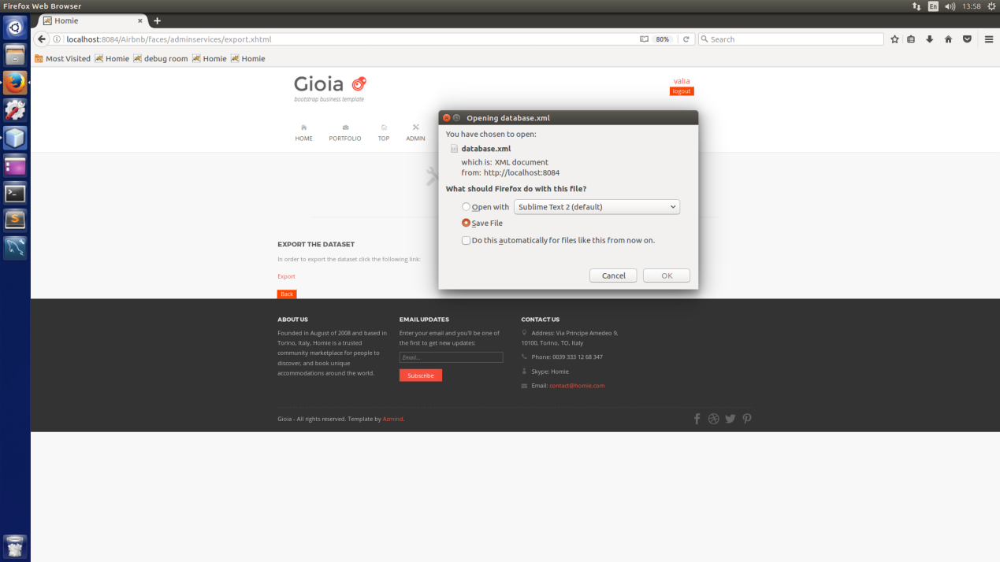 Firefox Web Browser
En
13:58
Homie
localhost:8084/Airbnb/faces/adminservices/export.xhtml
80%
Search
Most Visited
Homie
debug room
Homie
Homie
Gioia
bootstrap business template
valia
logout
HOME
PORTFOLIO
TOP
ADMIN
Opening database.xml
You have chosen to open:
database.xml
which is: XML document
from: http://localhost:8084
What should Firefox do with this file?
Open with
Sublime Text 2 (default)
Save File
Do this automatically for files like this from now on.
Cancel
OK
EXPORT THE DATASET
In order to export the dataset click the following link:
Export
Back
ABOUT US
Founded in August of 2008 and based in
Torino, Italy, Homie is a trusted
community marketplace for people to
discover, and book unique
accommodations around the world.
EMAIL UPDATES
Enter your email and you'll be one of
the first to get new updates:
Email...
Subscribe
CONTACT US
Address: Via Principe Amedeo 9,
10100, Torino, TO, Italy
Phone: 0039 333 12 68 347
Skype: Homie
Email: contact@homie.com
Gioia - All rights reserved. Template by Azmind.